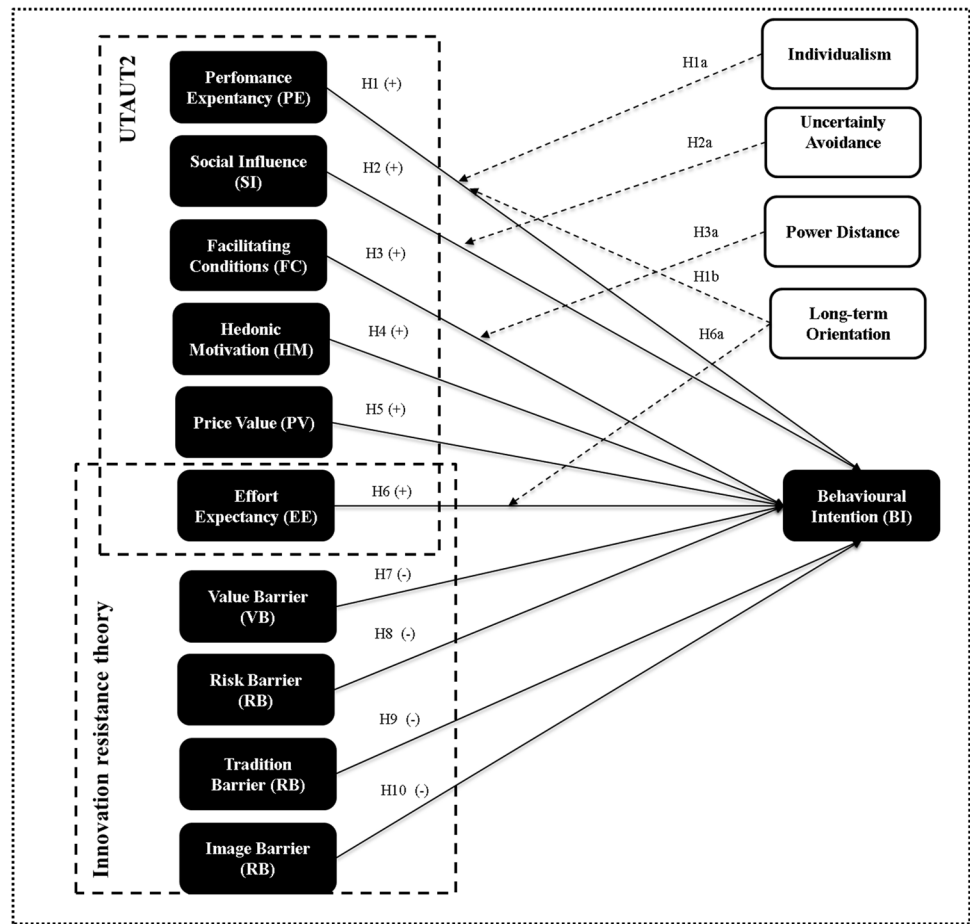 UTAUT2
Perfomance
Expentancy (PE)
H1 (+)
Social Influence
(SI)
H2 (+)
Facilitating
Conditions (FC)
H3 (+)
Hedonic
Motivation (HM)
H4 (+)
Price Value (PV)
H5 (+)
Effort
Expectancy (EE)
H6 (+)
Innovation resistance theory
Value Barrier
(VB)
H7 (-)
Risk Barrier
(RB)
H8 (-)
Tradition
Barrier (RB)
H9 (-)
Image Barrier
(RB)
H10 (-)
H1a
Individualism
H2a
Uncertainly
Avoidance
H3a
Power Distance
H1b
H6a
Long-term
Orientation
Behavioural
Intention (BI)